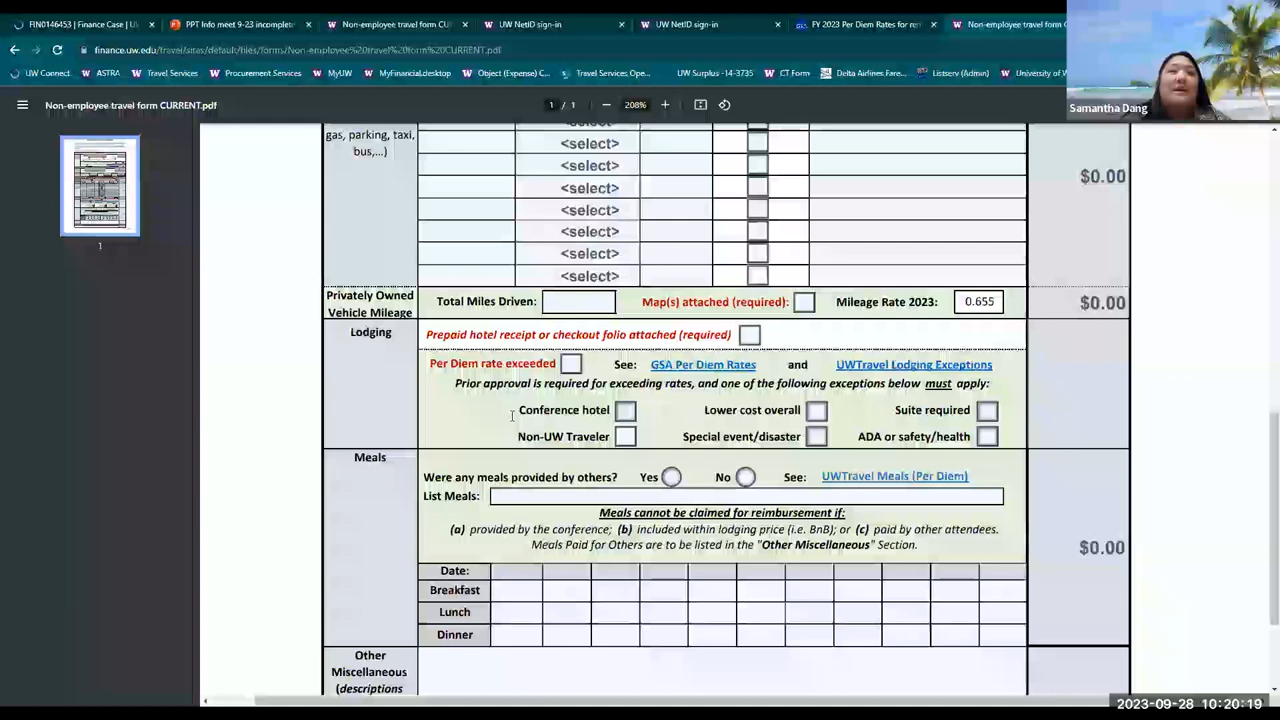 FIN0146453 | Finance Case | U
PPT Info meet 9-23 incomplet
Non-employee travel form CU
UW NetID sign-in
UW NetID sign-in
FY 2023 Per Diem Rates for
Non-employee travel form C
finance.uw.edu/travel/sites/default/files/forms/Non-employee%20travel%20form%20CURRENT.pdf
UW Connect
ASTRA
Travel Services
Procurement Services
MyUW
MyFinancial.desktop
Object (Expense) C...
Travel Services Ope...
UW Surplus -14-3735
CT Form
Delta Airlines Fare...
Listserv (Admin)
University of W
Samantha Dang
Non-employee travel form CURRENT.pdf
1 / 1
208%
1
gas, parking, taxi,
bus,...)
<select>
<select>
<select>
<select>
<select>
<select>
<select>
$0.00
Privately Owned
Vehicle Mileage
Total Miles Driven:
Map(s) attached (required):
Mileage Rate 2023:
0.655
$0.00
Lodging
Prepaid hotel receipt or checkout folio attached (required)
Per Diem rate exceeded
See:
GSA Per Diem Rates
and
UWTravel Lodging Exceptions
Prior approval is required for exceeding rates, and one of the following exceptions below must apply:
Conference hotel
Lower cost overall
Suite required
Non-UW Traveler
Special event/disaster
ADA or safety/health
Meals
Were any meals provided by others?
Yes
No
See:
UWTravel Meals (Per Diem)
List Meals:
Meals cannot be claimed for reimbursement if:
(a) provided by the conference; (b) included within lodging price (i.e. BnB); or (c) paid by other attendees.
Meals Paid for Others are to be listed in the "Other Miscellaneous" Section.
$0.00
Date:
Breakfast
Lunch
Dinner
Other
Miscellaneous
(descriptions
2023-09-28 10:20:19